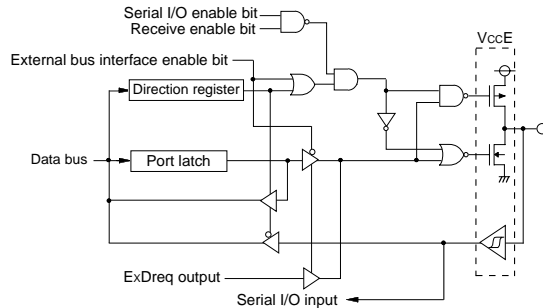 Serial I/O enable bit
Receive enable bit
VCCE
External bus interface enable bit
Direction register
Data bus
Port latch
ExDreq output
Serial I/O input